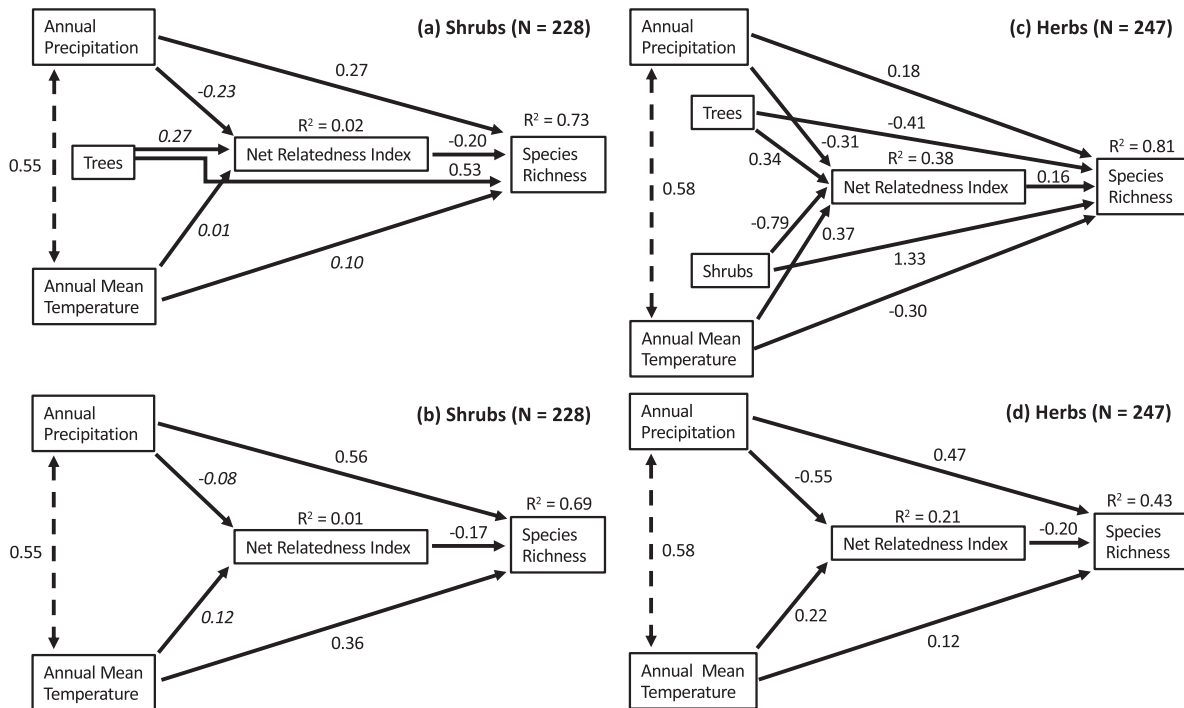 (a) Shrubs (N = 228)
Annual
Precipitation
0.27
-0.23
R² = 0.02
R² = 0.73
0.27
Net Relatedness Index
-0.20
Species
Richness
0.55
Trees
0.53
0.01
0.10
Annual Mean
Temperature
(c) Herbs (N = 247)
Annual
Precipitation
0.18
Trees
-0.41
-0.31
R² = 0.81
0.34
R² = 0.38
Net Relatedness Index
0.16
Species
Richness
0.58
-0.79
0.37
Shrubs
1.33
-0.30
Annual Mean
Temperature
(b) Shrubs (N = 228)
Annual
Precipitation
0.56
-0.08
R² = 0.01
R² = 0.69
Net Relatedness Index
-0.17
Species
Richness
0.55
0.12
0.36
Annual Mean
Temperature
(d) Herbs (N = 247)
Annual
Precipitation
0.47
-0.55
R² = 0.21
R² = 0.43
Net Relatedness Index
-0.20
Species
Richness
0.58
0.22
0.12
Annual Mean
Temperature